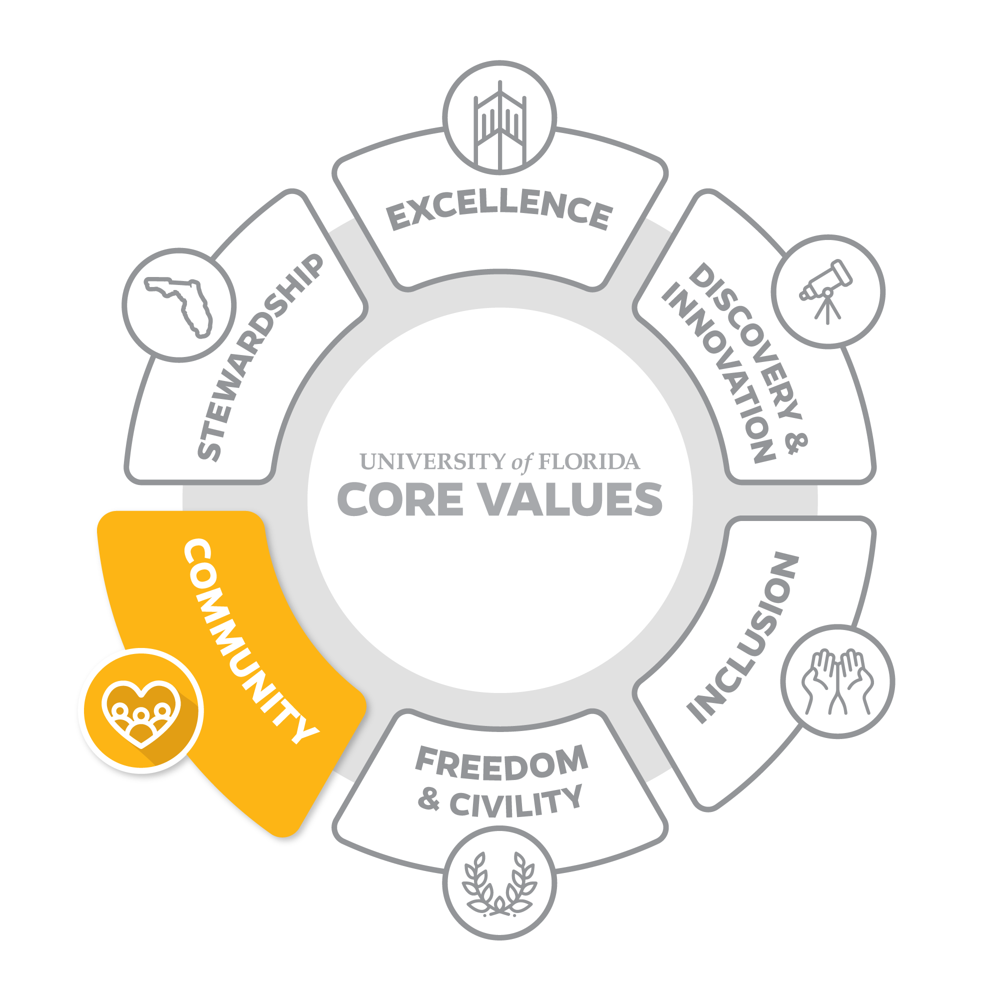 EXCELLENCE
DISCOVERY &
INNOVATION
INCLUSION
FREEDOM
& CIVILITY
COMMUNITY
STEWARDSHIP
UNIVERSITY of FLORIDA
CORE VALUES